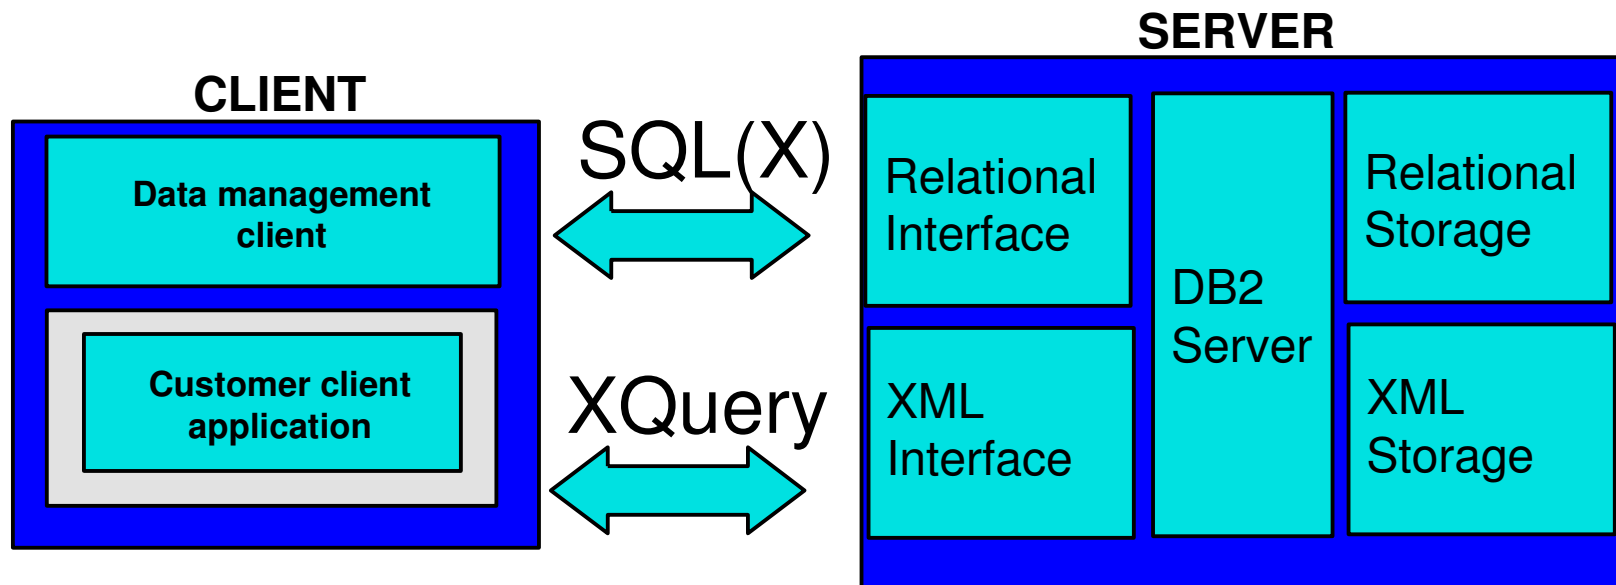 CLIENT
Data management
client
Customer client
application
SQL(X)
XQuery
SERVER
Relational
Interface
XML
Interface
DB2
Server
Relational
Storage
XML
Storage